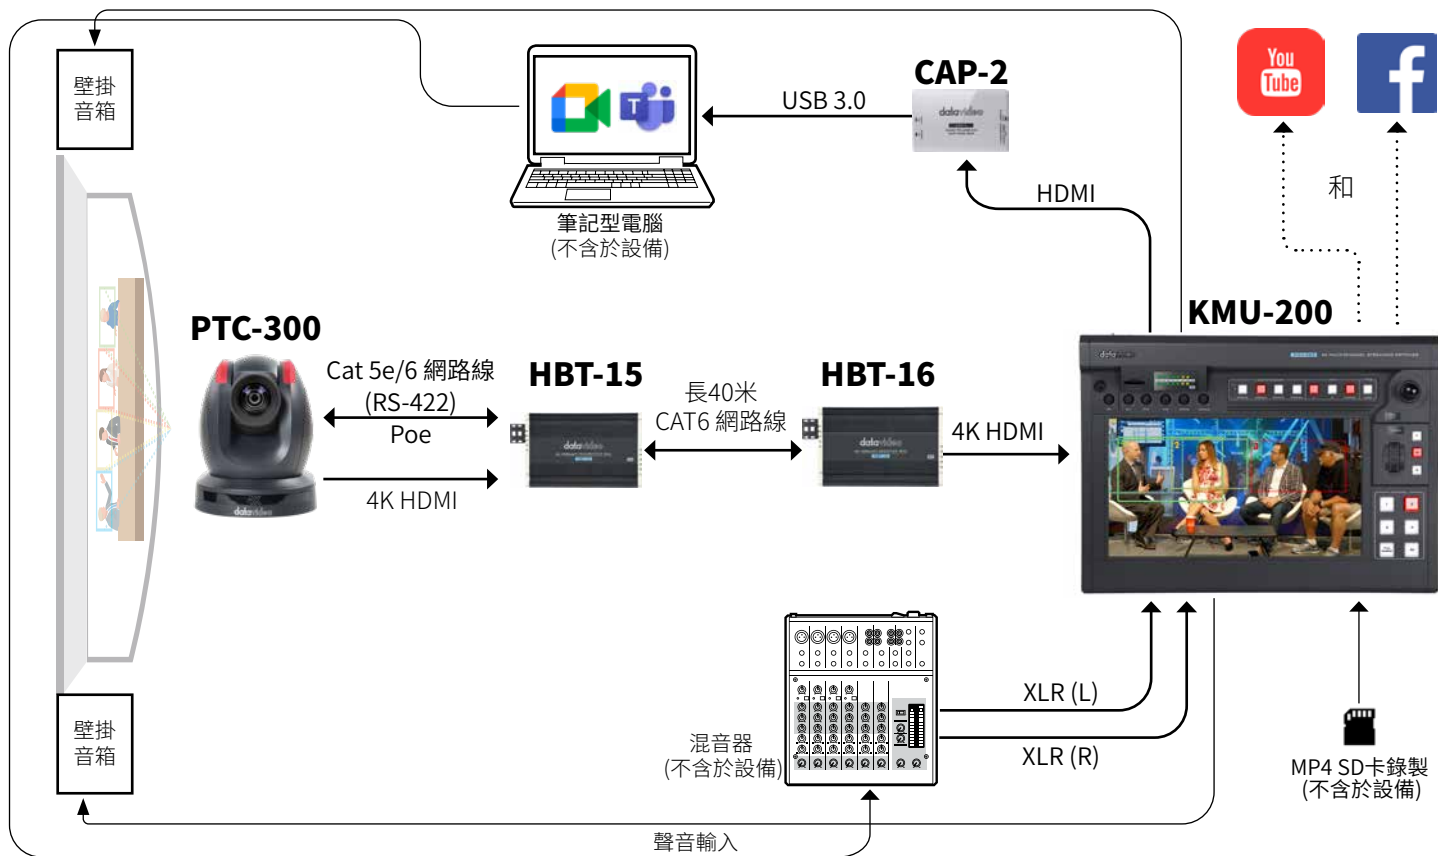 壁掛
音箱
CAP-2
USB 3.0
datavideo
HDMI
You
Tube
和
筆記型電腦
(不含於設備)
KMU-200
PTC-300
Cat 5e/6 網路線
(RS-422)
Poe
4K HDMI
datavideo
HBT-15
datavideo
長40米
CAT6 網路線
HBT-16
datavideo
4K HDMI
壁掛
音箱
混音器
(不含於設備)
XLR (L)
XLR (R)
MP4 SD卡錄製
(不含於設備)
聲音輸入